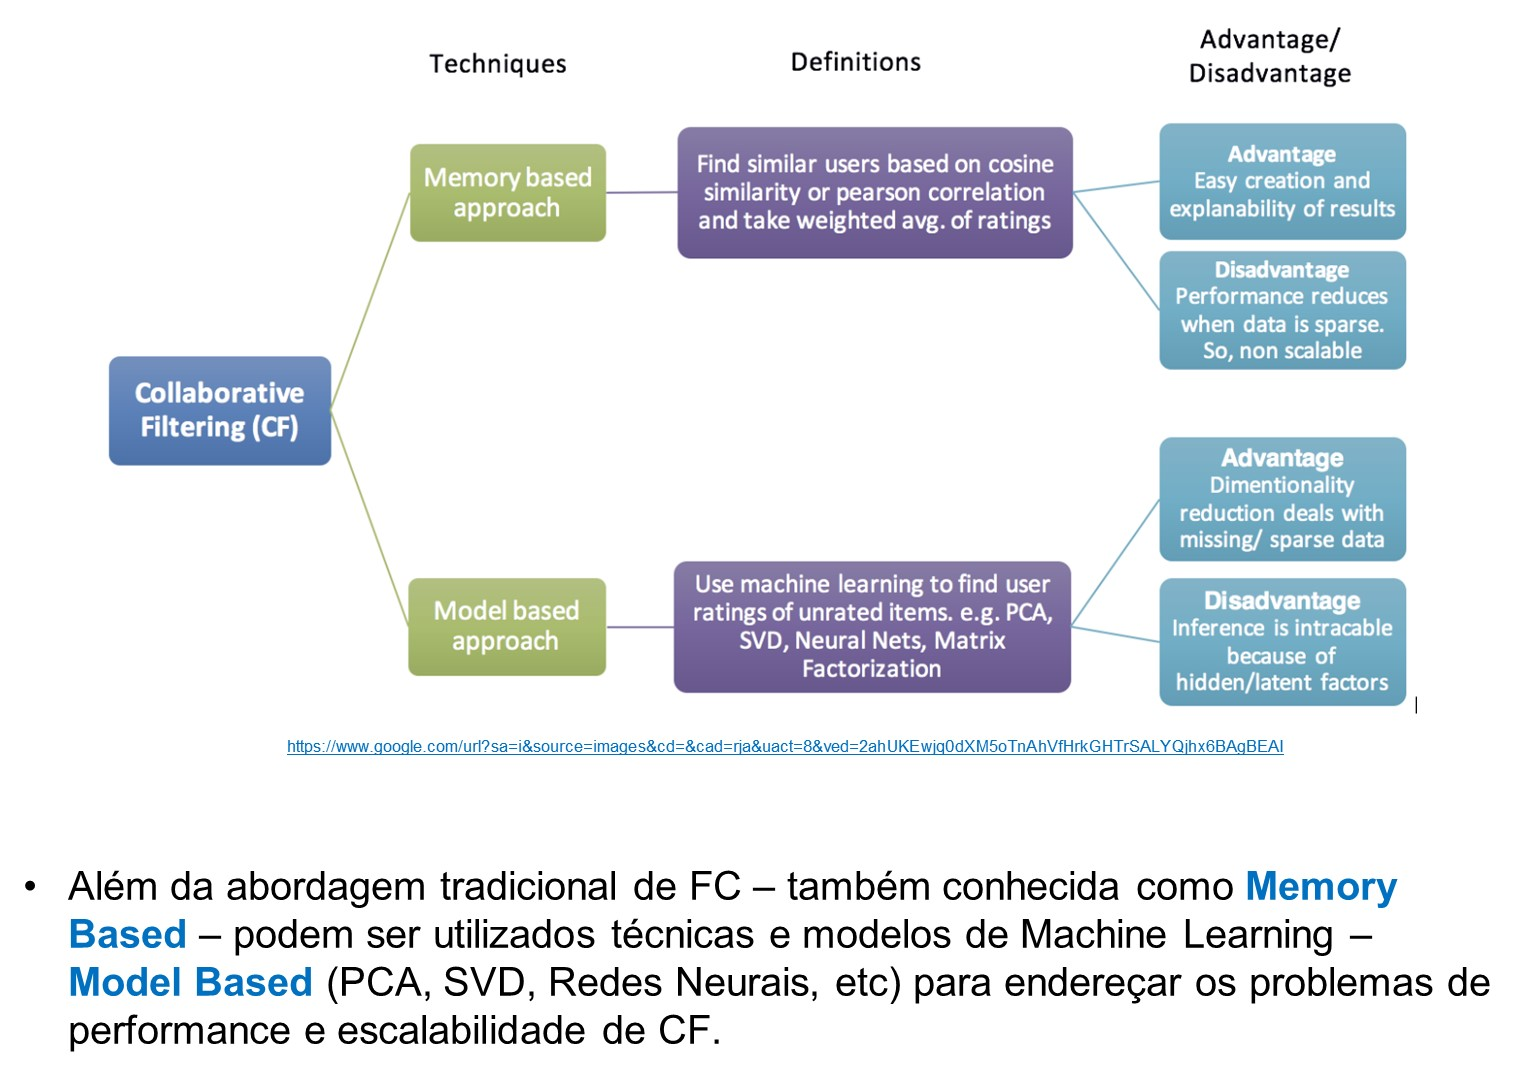 Techniques
Definitions
Advantage/
Disadvantage
Memory based
approach
Find similar users based on cosine
similarity or pearson correlation
and take weighted avg. of ratings
Advantage
Easy creation and
explanability of results
Disadvantage
Performance reduces
when data is sparse.
So, non scalable
Collaborative
Filtering (CF)
Model based
approach
Use machine learning to find user
ratings of unrated items. e.g. PCA,
SVD, Neural Nets, Matrix
Factorization
Advantage
Dimentionality
reduction deals with
missing/ sparse data
Disadvantage
Inference is intracable
because of
hidden/latent factors
https://www.google.com/url?sa=i&source=images&cd=&cad=rja&uact=8&ved=2ahUKEwjq0dXM5oTnAhVfHrkGHTrSALYQjhx6BAgBEAI
• Além da abordagem tradicional de FC – também conhecida como Memory
Based – podem ser utilizados técnicas e modelos de Machine Learning –
Model Based (PCA, SVD, Redes Neurais, etc) para endereçar os problemas de
performance e escalabilidade de CF.